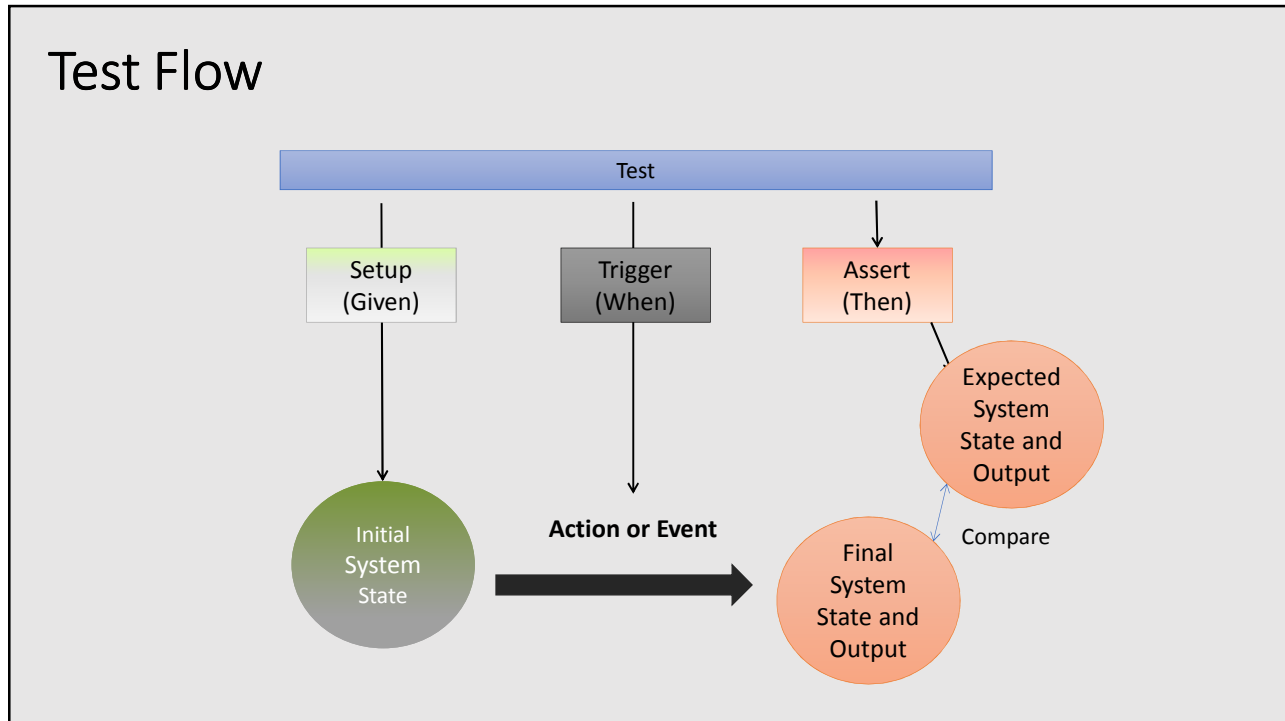 Test Flow
Test
Setup
(Given)
Trigger
(When)
Assert
(Then)
Expected
System
State and
Output
Initial
System
State
Action or Event
Final
System
State and
Output
Compare